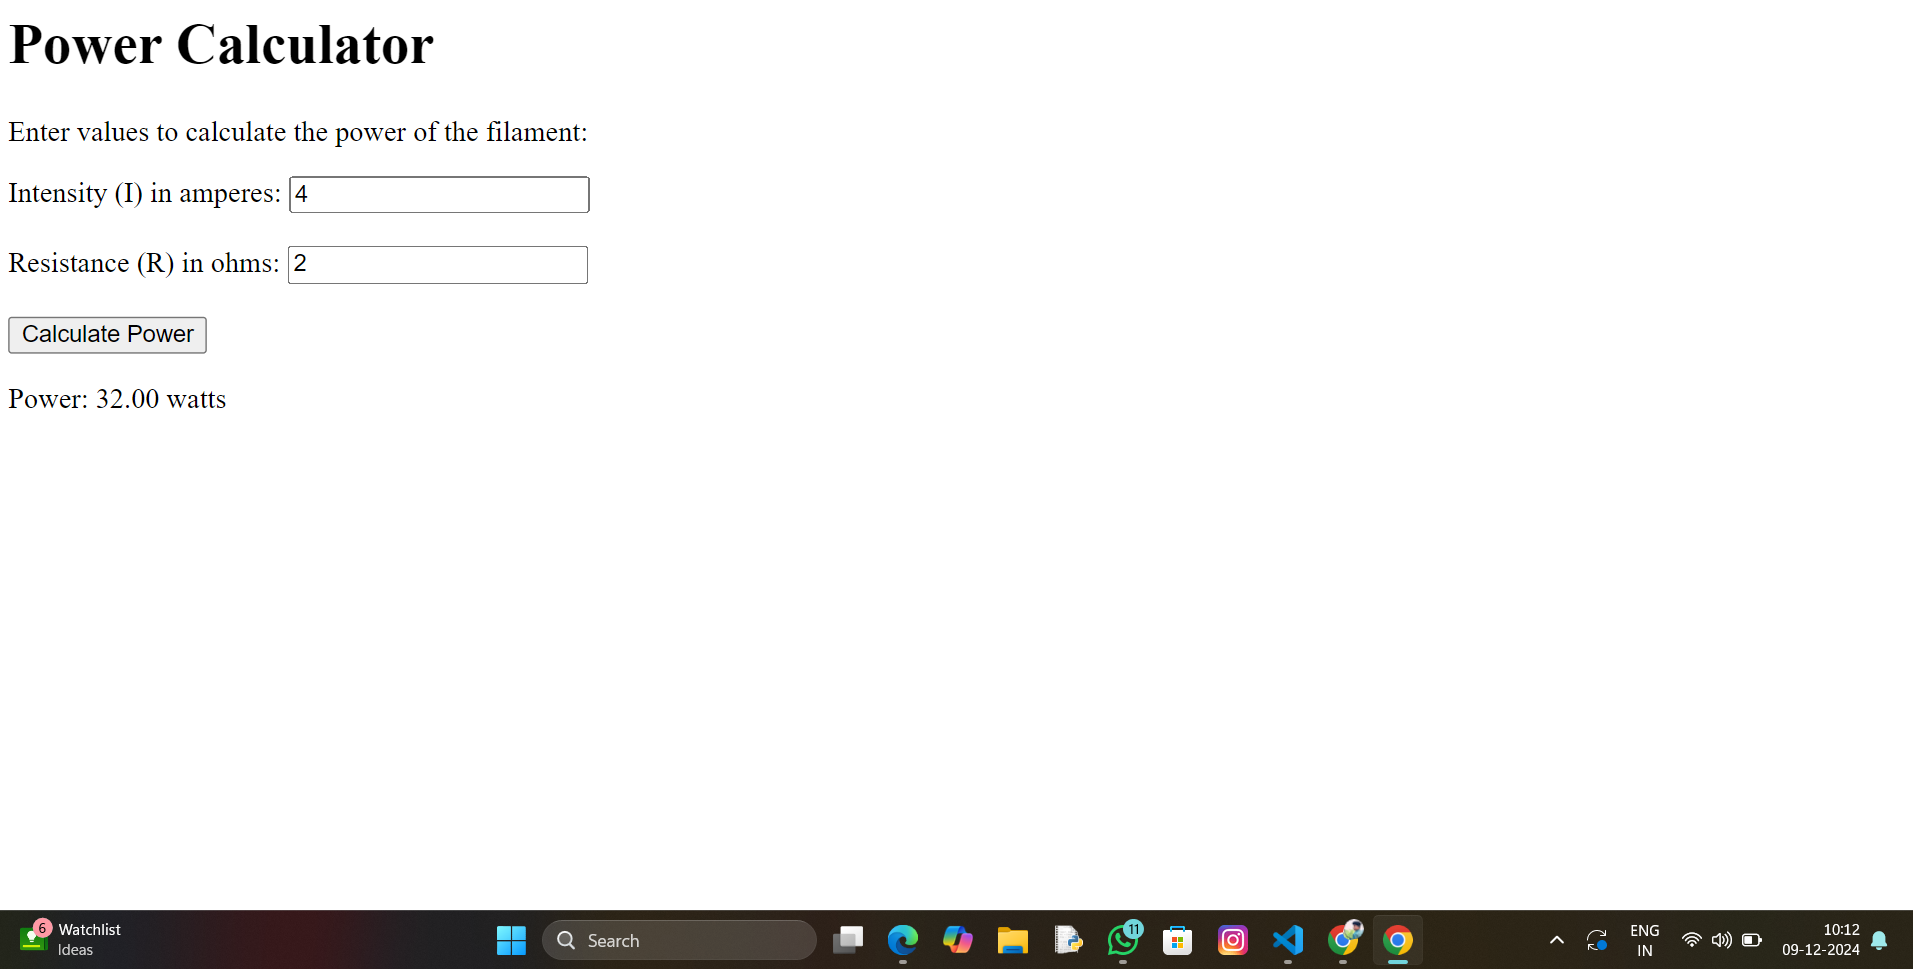 Power Calculator
Enter values to calculate the power of the filament:
Intensity (I) in amperes: 4
Resistance (R) in ohms: 2
Calculate Power
Power: 32.00 watts
6
Watchlist
Ideas
Search
11
ENG
IN
10:12
09-12-2024